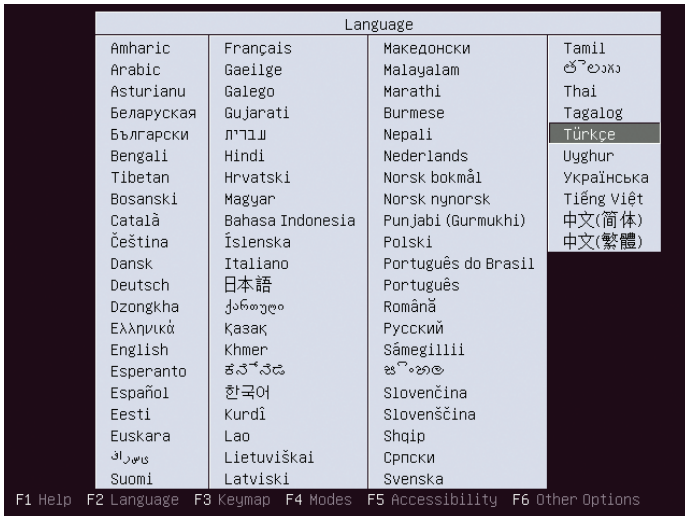 Language
Amharic
Arabic
Asturianu
Беларуская
Български
Bengali
Tibetan
Bosanski
Català
Čeština
Dansk
Deutsch
Dzongkha
Ελληνικά
English
Esperanto
Español
Eesti
Euskara
فارسی
Suomi
Français
Gaeilge
Galego
Gujarati
עברית
Hindi
Hrvatski
Magyar
Bahasa Indonesia
Íslenska
Italiano
日本語
ქართული
Қазақ
Khmer
ಕನ್ನಡ
한국어
Kurdî
Lao
Lietuviškai
Latviski
Македонски
Malayalam
Marathi
Burmese
Nepali
Nederlands
Norsk bokmål
Norsk nynorsk
Punjabi (Gurmukhi)
Polski
Português do Brasil
Português
Română
Русский
Sámegillii
සිංහල
Slovenčina
Slovenščina
Shqip
Српски
Svenska
Tamil
తెలుగు
Thai
Tagalog
Türkçe
Uyghur
Українська
Tiếng Việt
中文(简体)
中文(繁體)
F1 Help F2 Language F3 Keymap F4 Modes F5 Accessibility F6 Other Options